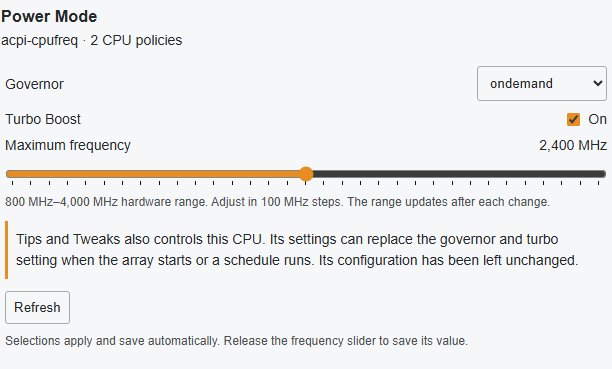 Power Mode
acpi-cpufreq · 2 CPU policies
Governor
ondemand
Turbo Boost
On
Maximum frequency
2,400 MHz
800 MHz–4,000 MHz hardware range. Adjust in 100 MHz steps. The range updates after each change.
Tips and Tweaks also controls this CPU. Its settings can replace the governor and turbo
setting when the array starts or a schedule runs. Its configuration has been left unchanged.
Refresh
Selections apply and save automatically. Release the frequency slider to save its value.